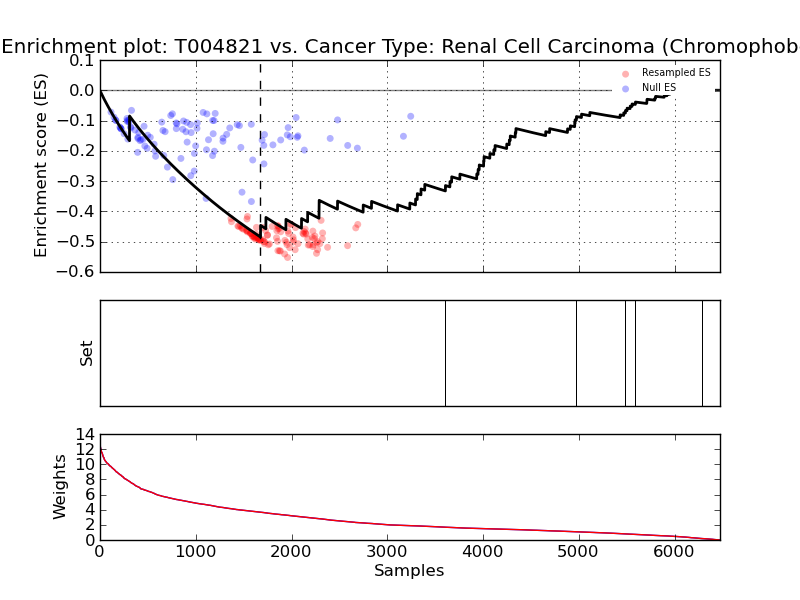 Enrichment plot: T004821 vs. Cancer Type: Renal Cell Carcinoma (Chromophob
0.1
0.0
−0.1
−0.2
−0.3
−0.4
−0.5
−0.6
Enrichment score (ES)
Resampled ES
Null ES
Set
14
12
10
8
6
4
2
0
Weights
0 1000 2000 3000 4000 5000 6000
Samples